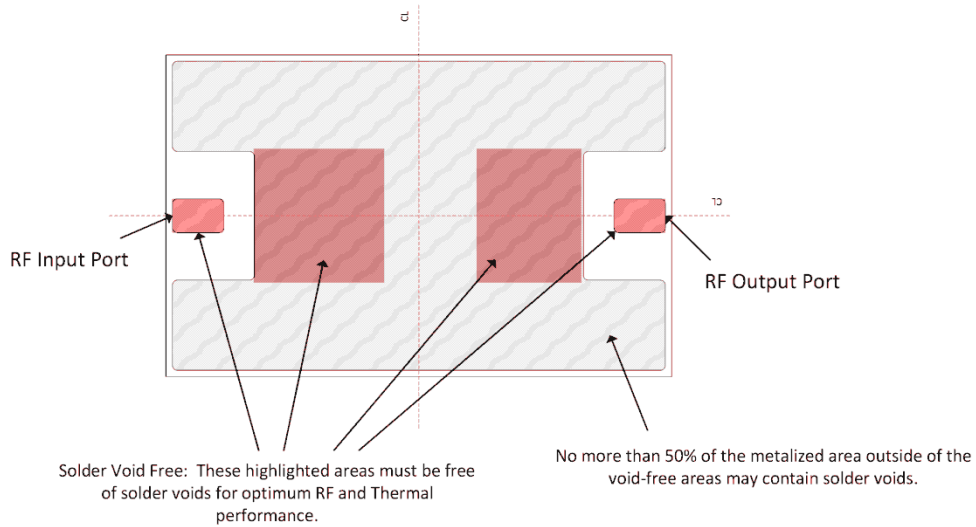 CL
CL
RF Input Port
RF Output Port
Solder Void Free: These highlighted areas must be free
of solder voids for optimum RF and Thermal
performance.
No more than 50% of the metalized area outside of the
void-free areas may contain solder voids.